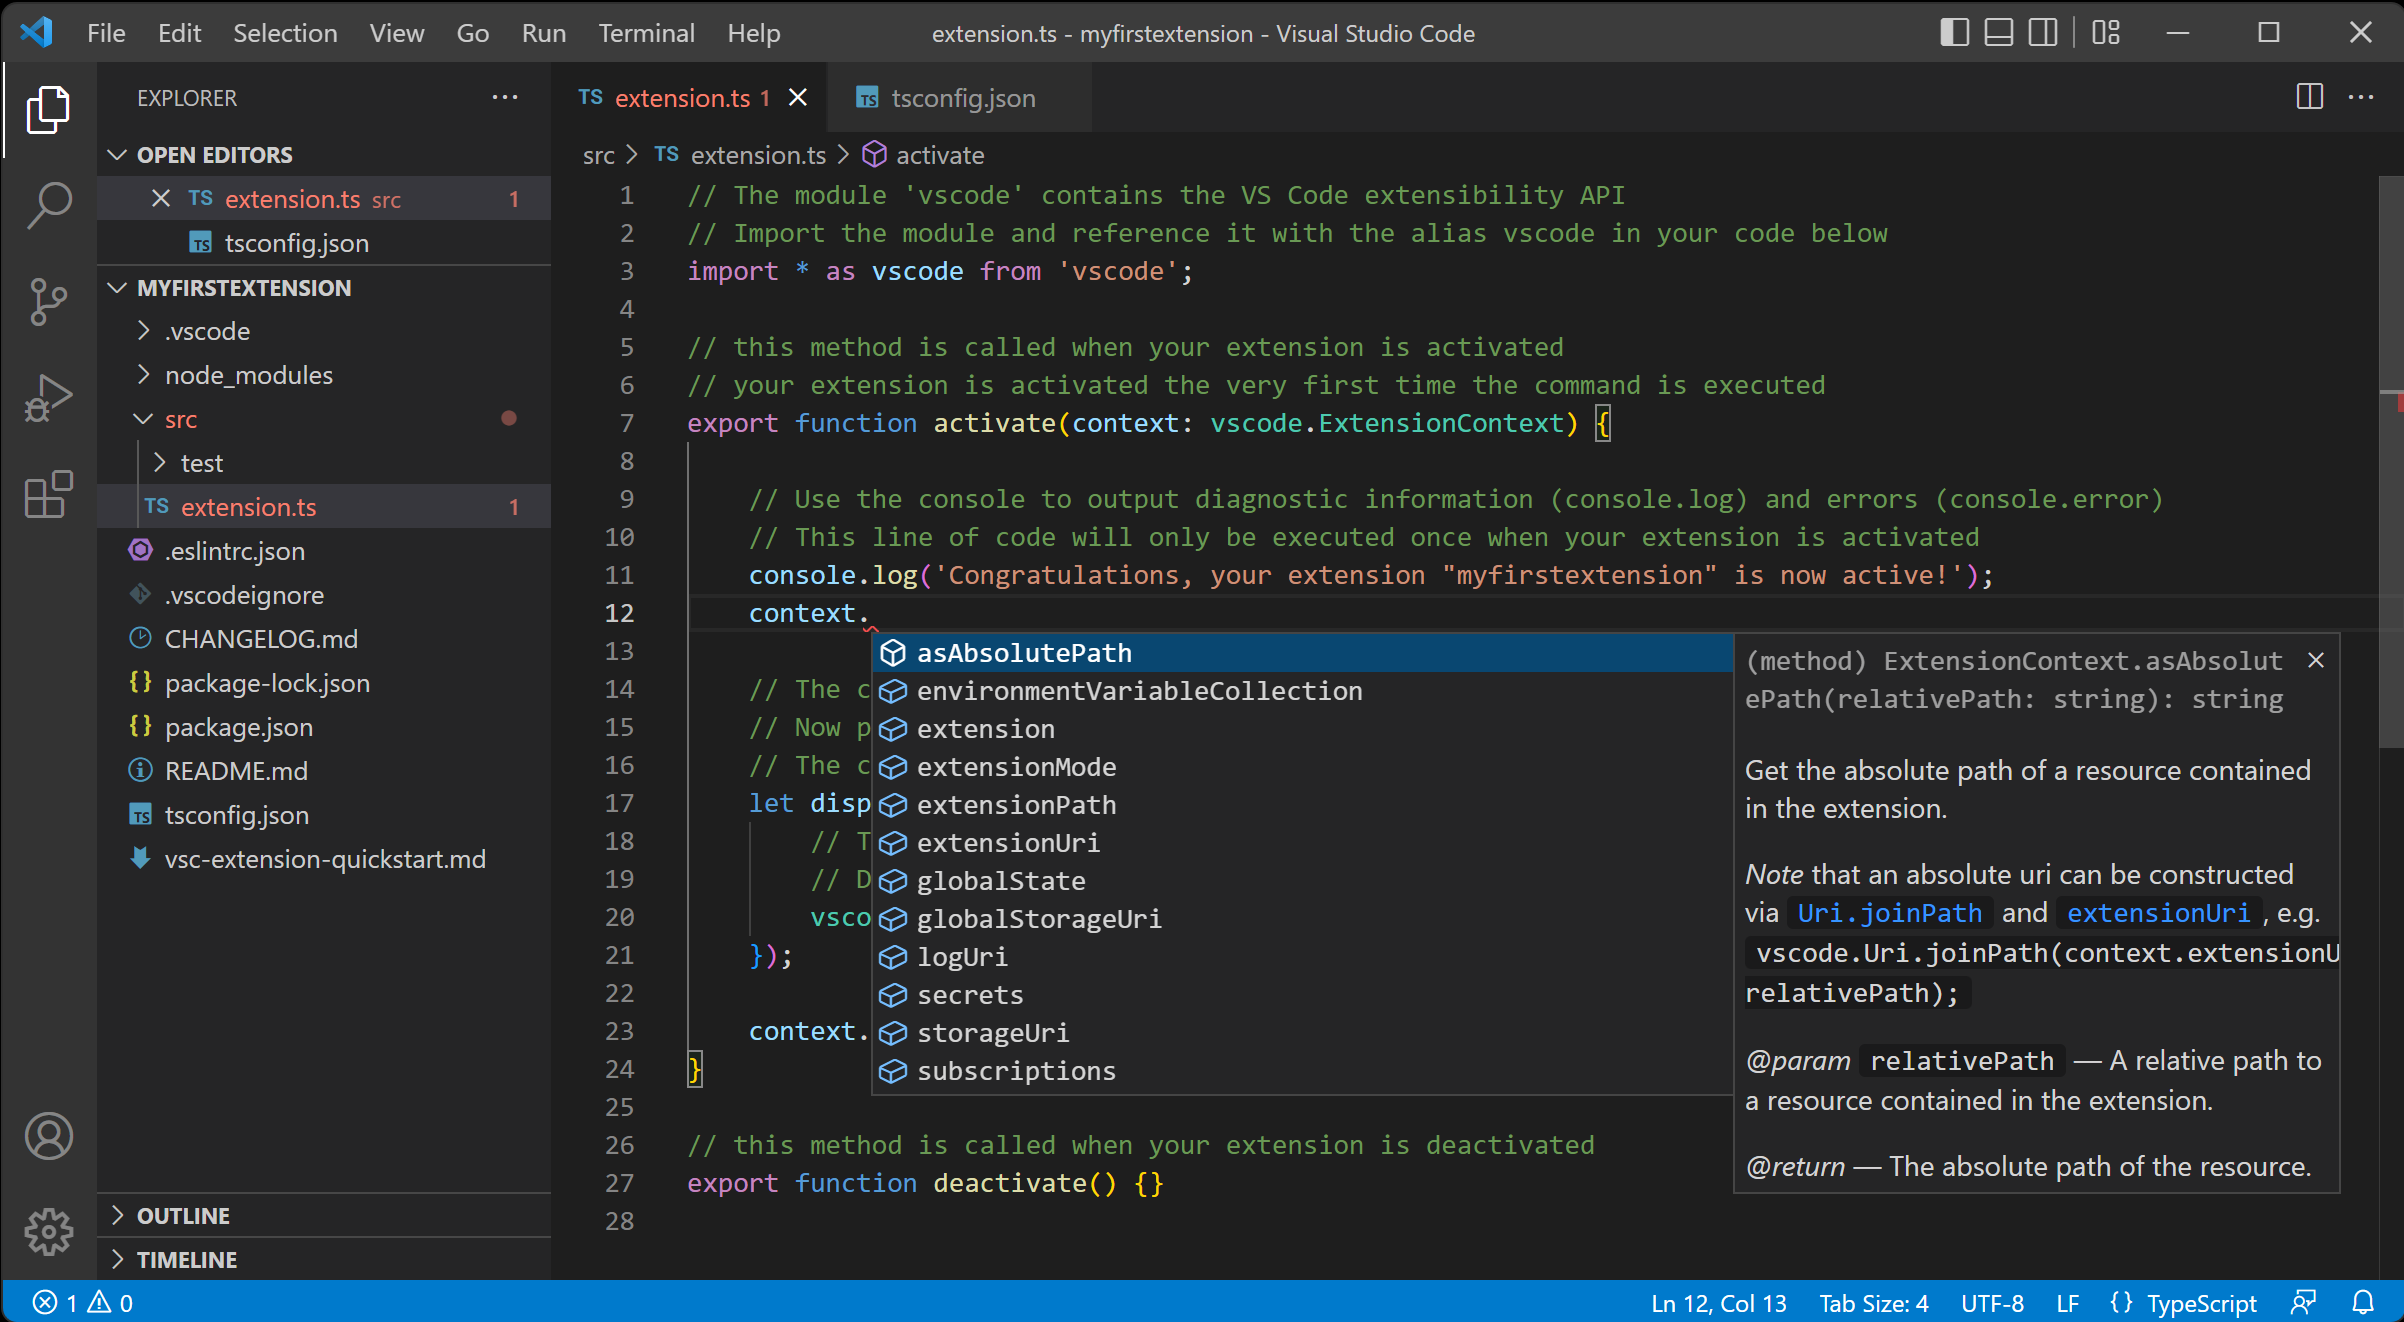 File Edit Selection View Go Run Terminal Help
extension.ts - myfirstextension - Visual Studio Code
EXPLORER
OPEN EDITORS
TS extension.ts src 1
TS tsconfig.json
MYFIRSTEXTENSION
.vscode
node_modules
src
test
TS extension.ts 1
.eslintrc.json
.vscodeignore
CHANGELOG.md
{} package-lock.json
{} package.json
README.md
TS tsconfig.json
vsc-extension-quickstart.md
OUTLINE
TIMELINE
TS extension.ts 1
TS tsconfig.json
src > TS extension.ts > activate
1 // The module 'vscode' contains the VS Code extensibility API
2 // Import the module and reference it with the alias vscode in your code below
3 import * as vscode from 'vscode';
4
5 // this method is called when your extension is activated
6 // your extension is activated the very first time the command is executed
7 export function activate(context: vscode.ExtensionContext) {
8
9 // Use the console to output diagnostic information (console.log) and errors (console.error)
10 // This line of code will only be executed once when your extension is activated
11 console.log('Congratulations, your extension "myfirstextension" is now active!');
12 context.
13
14 // The c
15 // Now p
16 // The c
17 let disp
18 // T
19 // D
20 vsco
21 });
22
23 context.
24 }
25
26 // this method is called when your extension is deactivated
27 export function deactivate() {}
28
asAbsolutePath
environmentVariableCollection
extension
extensionMode
extensionPath
extensionUri
globalState
globalStorageUri
logUri
secrets
storageUri
subscriptions
(method) ExtensionContext.asAbsolut
ePath(relativePath: string): string
Get the absolute path of a resource contained
in the extension.
Note that an absolute uri can be constructed
via Uri.joinPath and extensionUri, e.g.
vscode.Uri.joinPath(context.extensionU
relativePath);
@param relativePath — A relative path to
a resource contained in the extension.
@return — The absolute path of the resource.
1 0
Ln 12, Col 13 Tab Size: 4 UTF-8 LF {} TypeScript